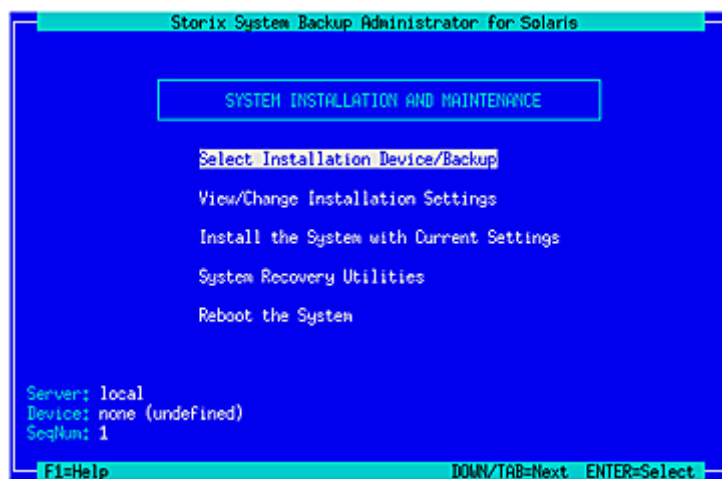 Storix System Backup Administrator for Solaris
SYSTEM INSTALLATION AND MAINTENANCE
Select Installation Device/Backup
View/Change Installation Settings
Install the System with Current Settings
System Recovery Utilities
Reboot the System
Server: local
Device: none (undefined)
SeqNum: 1
F1=Help DOWN/TAB=Next ENTER=Select